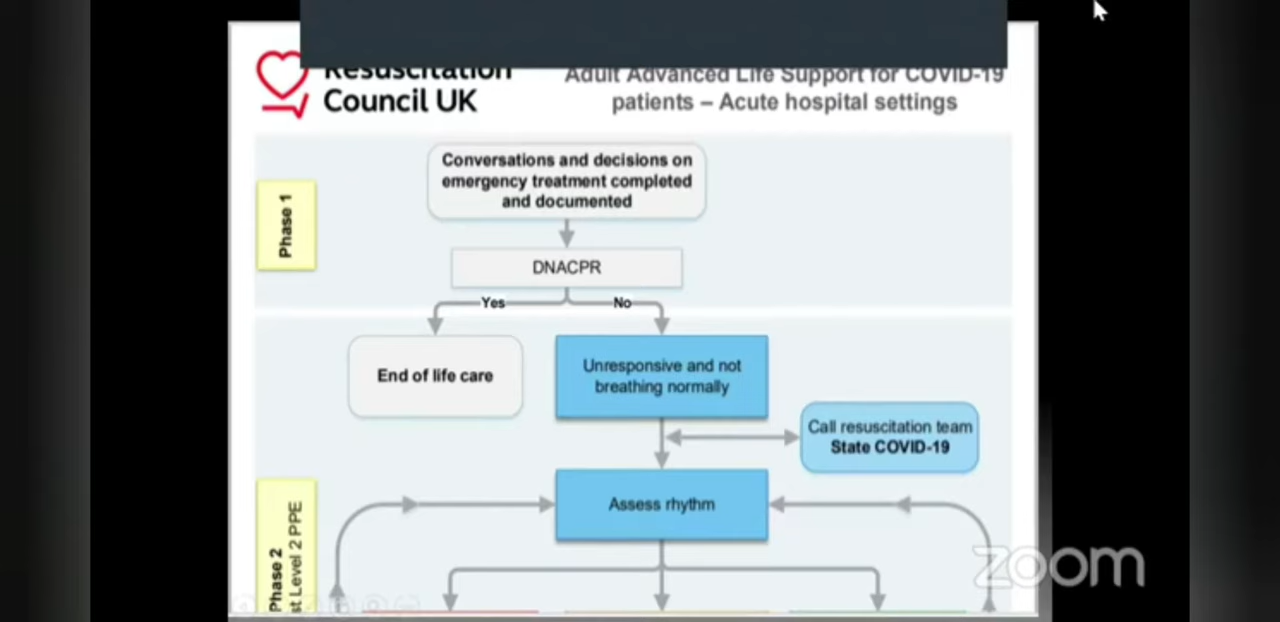 Resuscitation
Council UK
Adult Advanced Life Support for COVID-19
patients – Acute hospital settings
Conversations and decisions on
emergency treatment completed
and documented
Phase 1
DNACPR
Yes
No
End of life care
Unresponsive and not
breathing normally
Call resuscitation team
State COVID-19
Assess rhythm
Phase 2
st Level 2 PPE
zoom